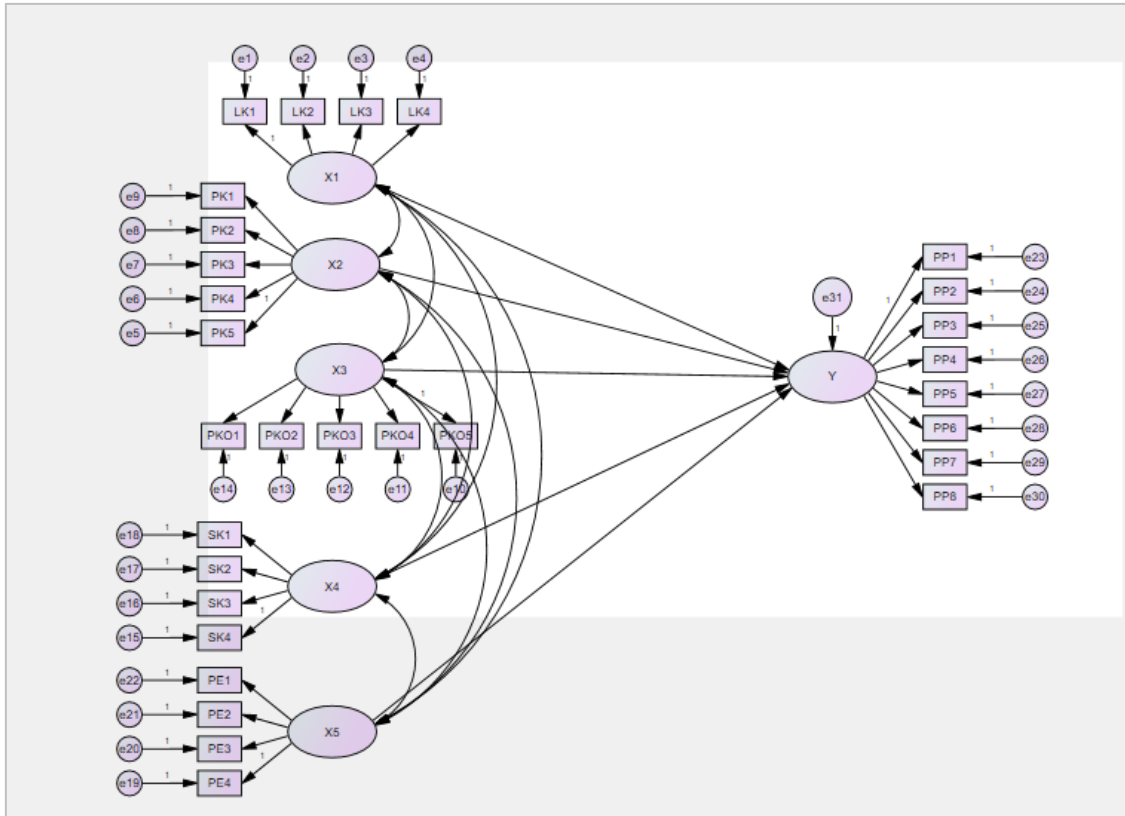 e1 e2 e3 e4
1 1 1 1
LK1 LK2 LK3 LK4
1
X1
e9 1 PK1
e8 1 PK2
e7 1 PK3
e6 1 PK4
e5 1 PK5
1
X2
X3
1
PKO1 PKO2 PKO3 PKO4 PKO5
1 1 1 1 1
e14 e13 e12 e11 e10
e18 1 SK1
e17 1 SK2
e16 1 SK3
e15 1 SK4
1
X4
e22 1 PE1
e21 1 PE2
e20 1 PE3
e19 1 PE4
1
X5
e31
1
Y
1
PP1 1 e23
PP2 1 e24
PP3 1 e25
PP4 1 e26
PP5 1 e27
PP6 1 e28
PP7 1 e29
PP8 1 e30